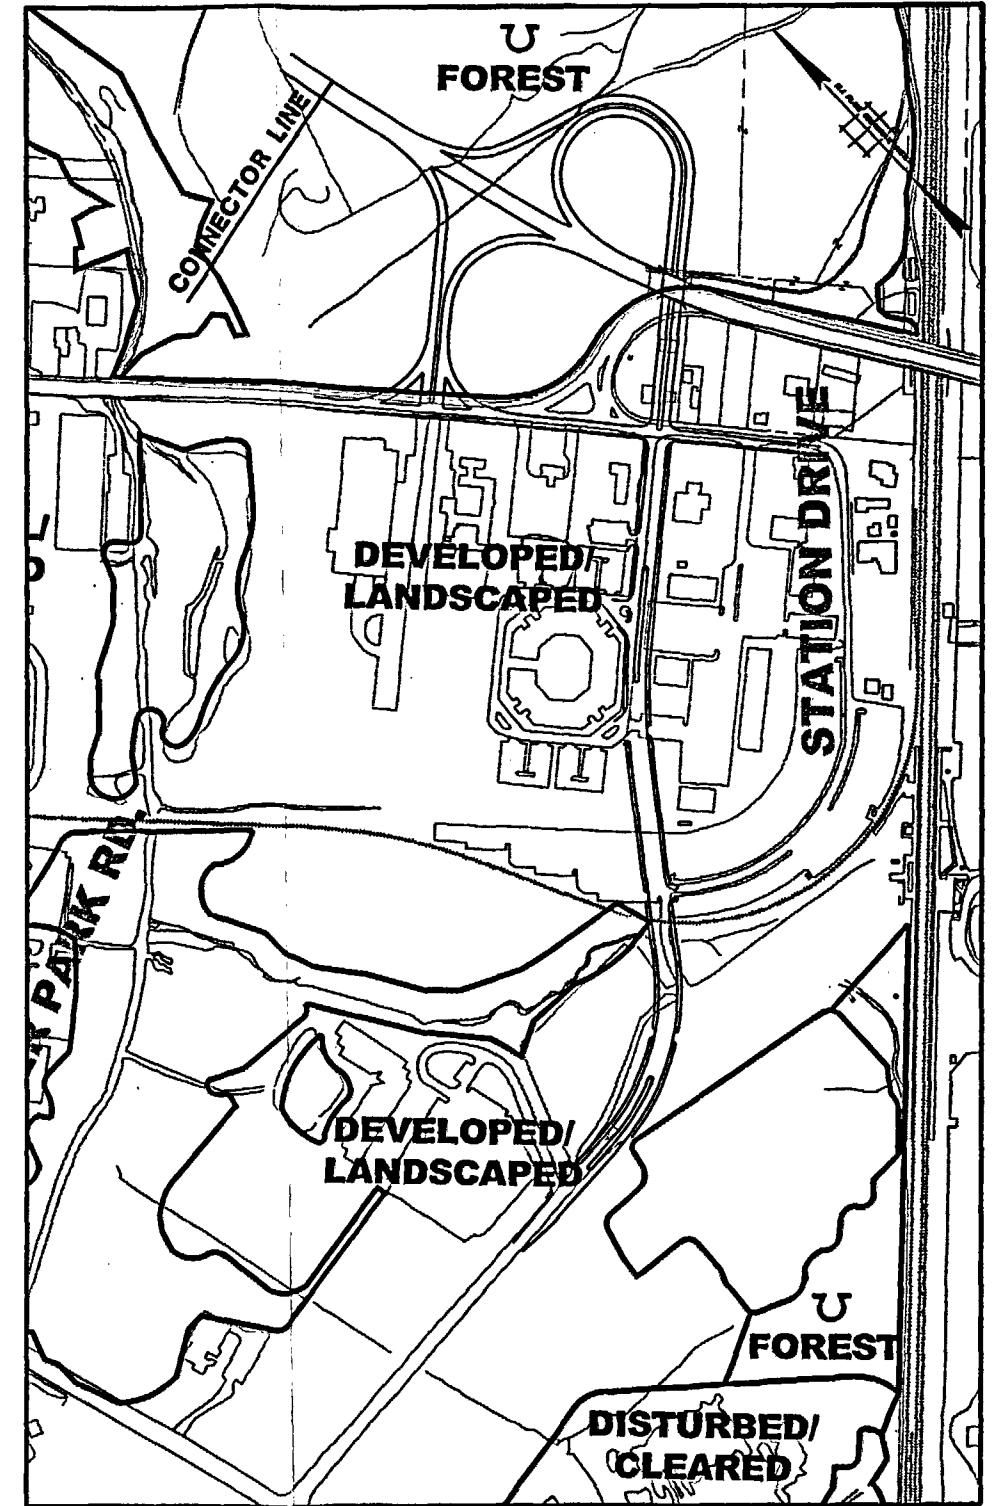 FOREST
CONNECTOR LINE
STATION DRIVE
DEVELOPED/
LANDSCAPED
PARK RD.
DEVELOPED/
LANDSCAPED
FOREST
DISTURBED/
CLEARED